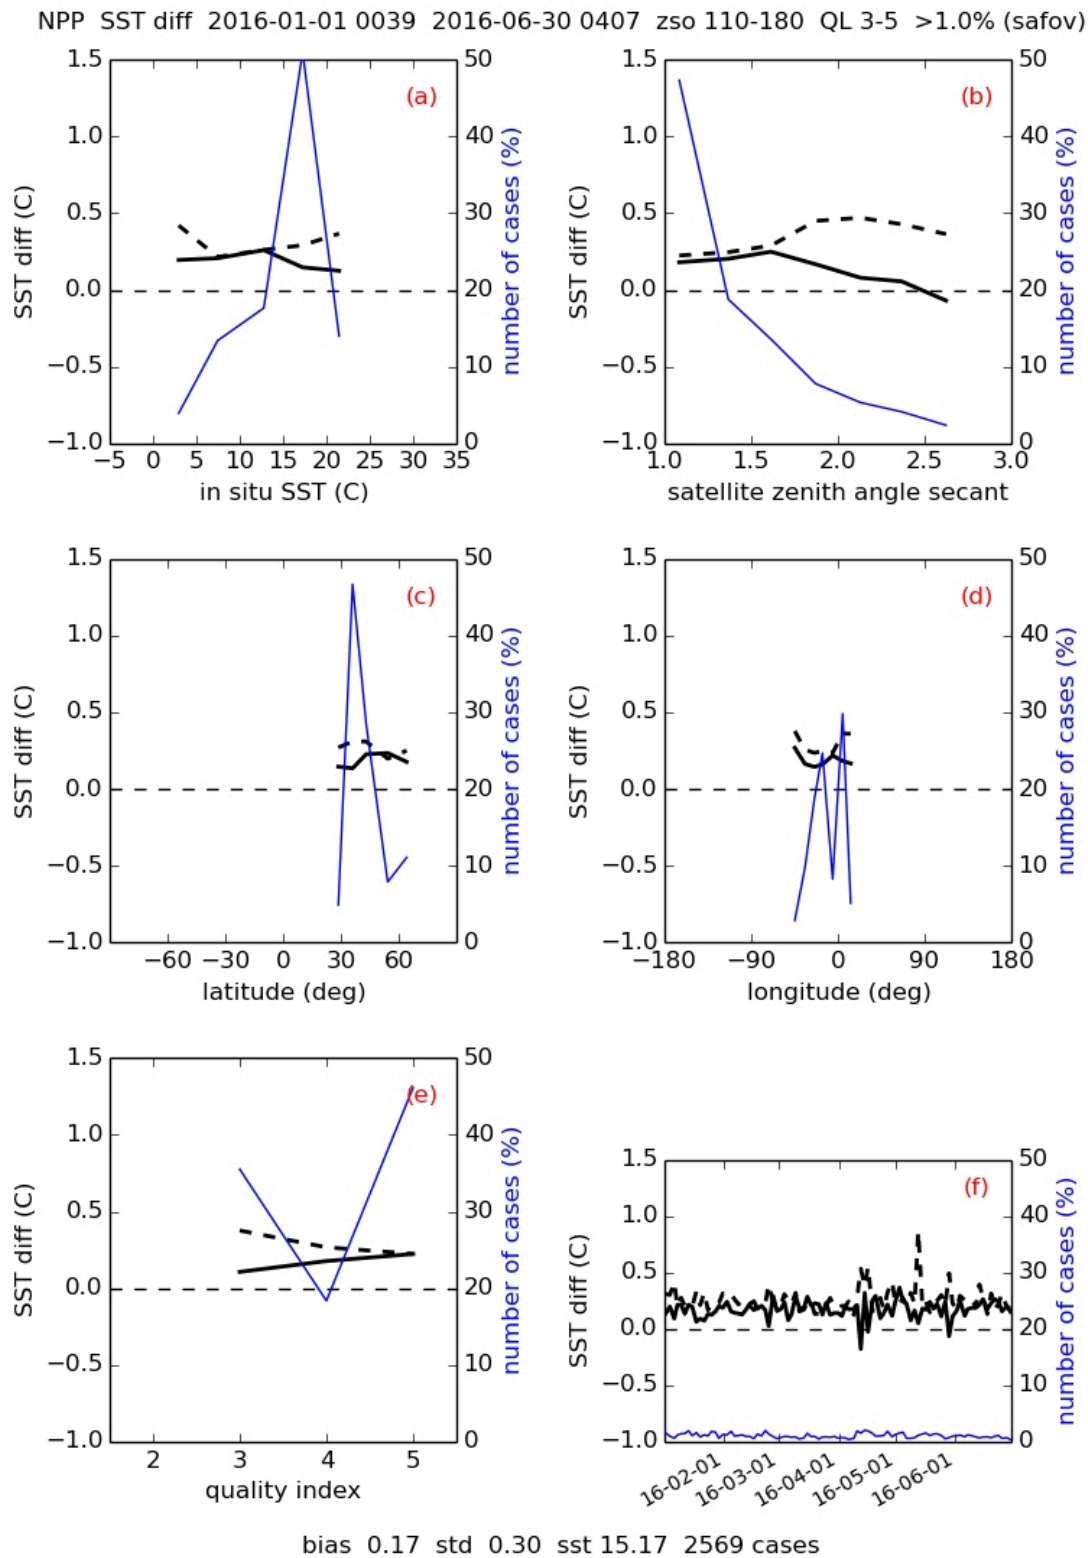 NPP SST diff 2016-01-01 0039 2016-06-30 0407 zso 110-180 QL 3-5 >1.0% (safov)
1.5
1.0
0.5
0.0
−0.5
−1.0
SST diff (C)
(a)
50
40
30
20
10
0
number of cases (%)
−5 0 5 10 15 20 25 30 35
in situ SST (C)
1.5
1.0
0.5
0.0
−0.5
−1.0
SST diff (C)
(b)
50
40
30
20
10
0
number of cases (%)
1.0 1.5 2.0 2.5 3.0
satellite zenith angle secant
1.5
1.0
0.5
0.0
−0.5
−1.0
SST diff (C)
(c)
50
40
30
20
10
0
number of cases (%)
−60 −30 0 30 60
latitude (deg)
1.5
1.0
0.5
0.0
−0.5
−1.0
SST diff (C)
(d)
50
40
30
20
10
0
number of cases (%)
−180 −90 0 90 180
longitude (deg)
1.5
1.0
0.5
0.0
−0.5
−1.0
SST diff (C)
(e)
50
40
30
20
10
0
number of cases (%)
2 3 4 5
quality index
1.5
1.0
0.5
0.0
−0.5
−1.0
SST diff (C)
(f)
50
40
30
20
10
0
number of cases (%)
16-02-01 16-03-01 16-04-01 16-05-01 16-06-01
bias 0.17 std 0.30 sst 15.17 2569 cases